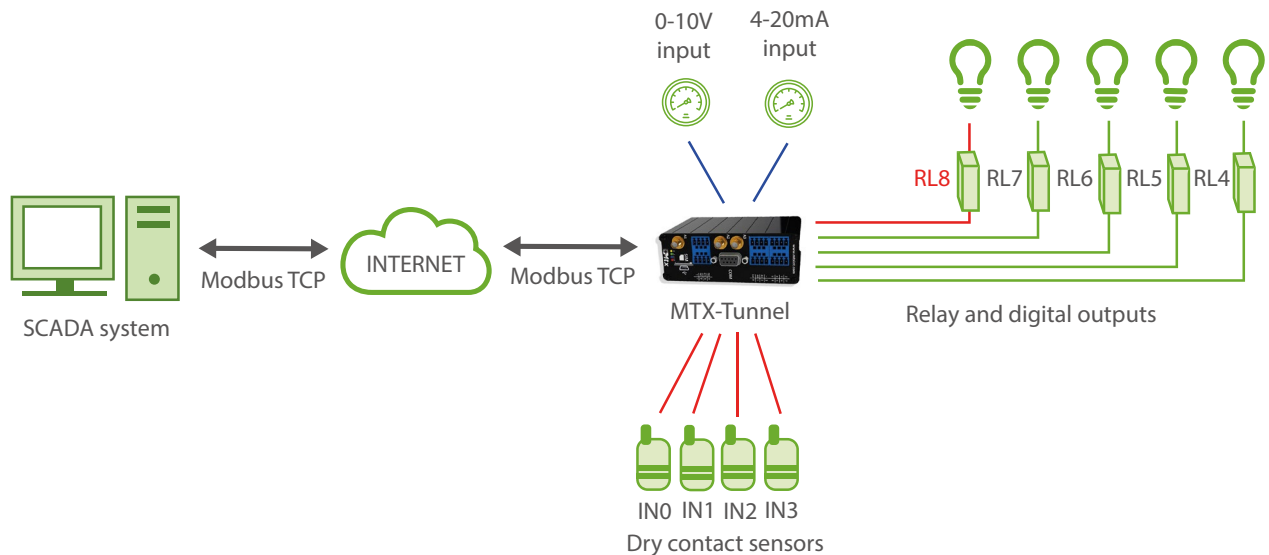 0-10V
input
4-20mA
input
RL8
RL7
RL6
RL5
RL4
INTERNET
Modbus TCP
Modbus TCP
SCADA system
MTX-Tunnel
Relay and digital outputs
IN0
IN1
IN2
IN3
Dry contact sensors